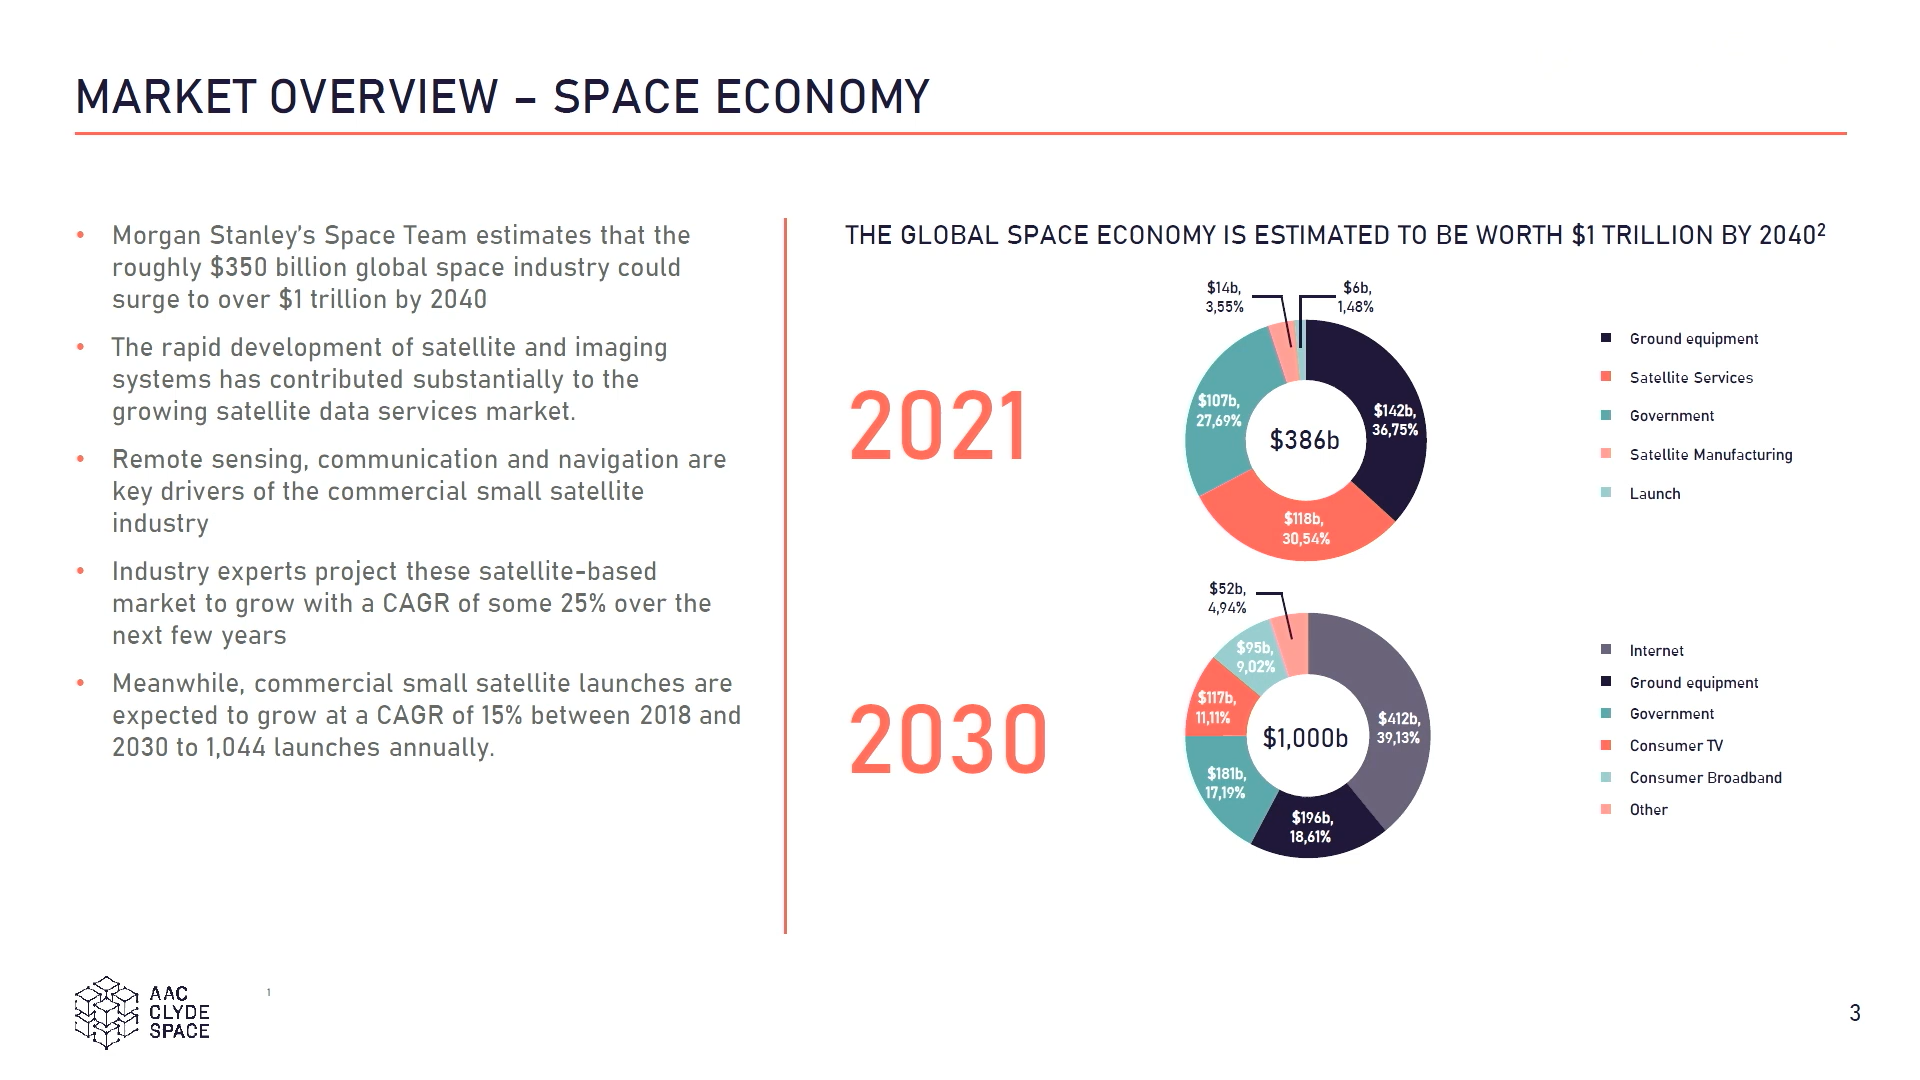 MARKET OVERVIEW – SPACE ECONOMY
• Morgan Stanley’s Space Team estimates that the
roughly $350 billion global space industry could
surge to over $1 trillion by 2040
• The rapid development of satellite and imaging
systems has contributed substantially to the
growing satellite data services market.
• Remote sensing, communication and navigation are
key drivers of the commercial small satellite
industry
• Industry experts project these satellite-based
market to grow with a CAGR of some 25% over the
next few years
• Meanwhile, commercial small satellite launches are
expected to grow at a CAGR of 15% between 2018 and
2030 to 1,044 launches annually.
THE GLOBAL SPACE ECONOMY IS ESTIMATED TO BE WORTH $1 TRILLION BY 2040²
2021
$14b,
3,55%
$6b,
1,48%
$107b,
27,69%
$142b,
36,75%
$386b
$118b,
30,54%
Ground equipment
Satellite Services
Government
Satellite Manufacturing
Launch
2030
$52b,
4,94%
$95b,
9,02%
$117b,
11,11%
$412b,
39,13%
$1,000b
$181b,
17,19%
$196b,
18,61%
Internet
Ground equipment
Government
Consumer TV
Consumer Broadband
Other
AAC
CLYDE
SPACE
1
3